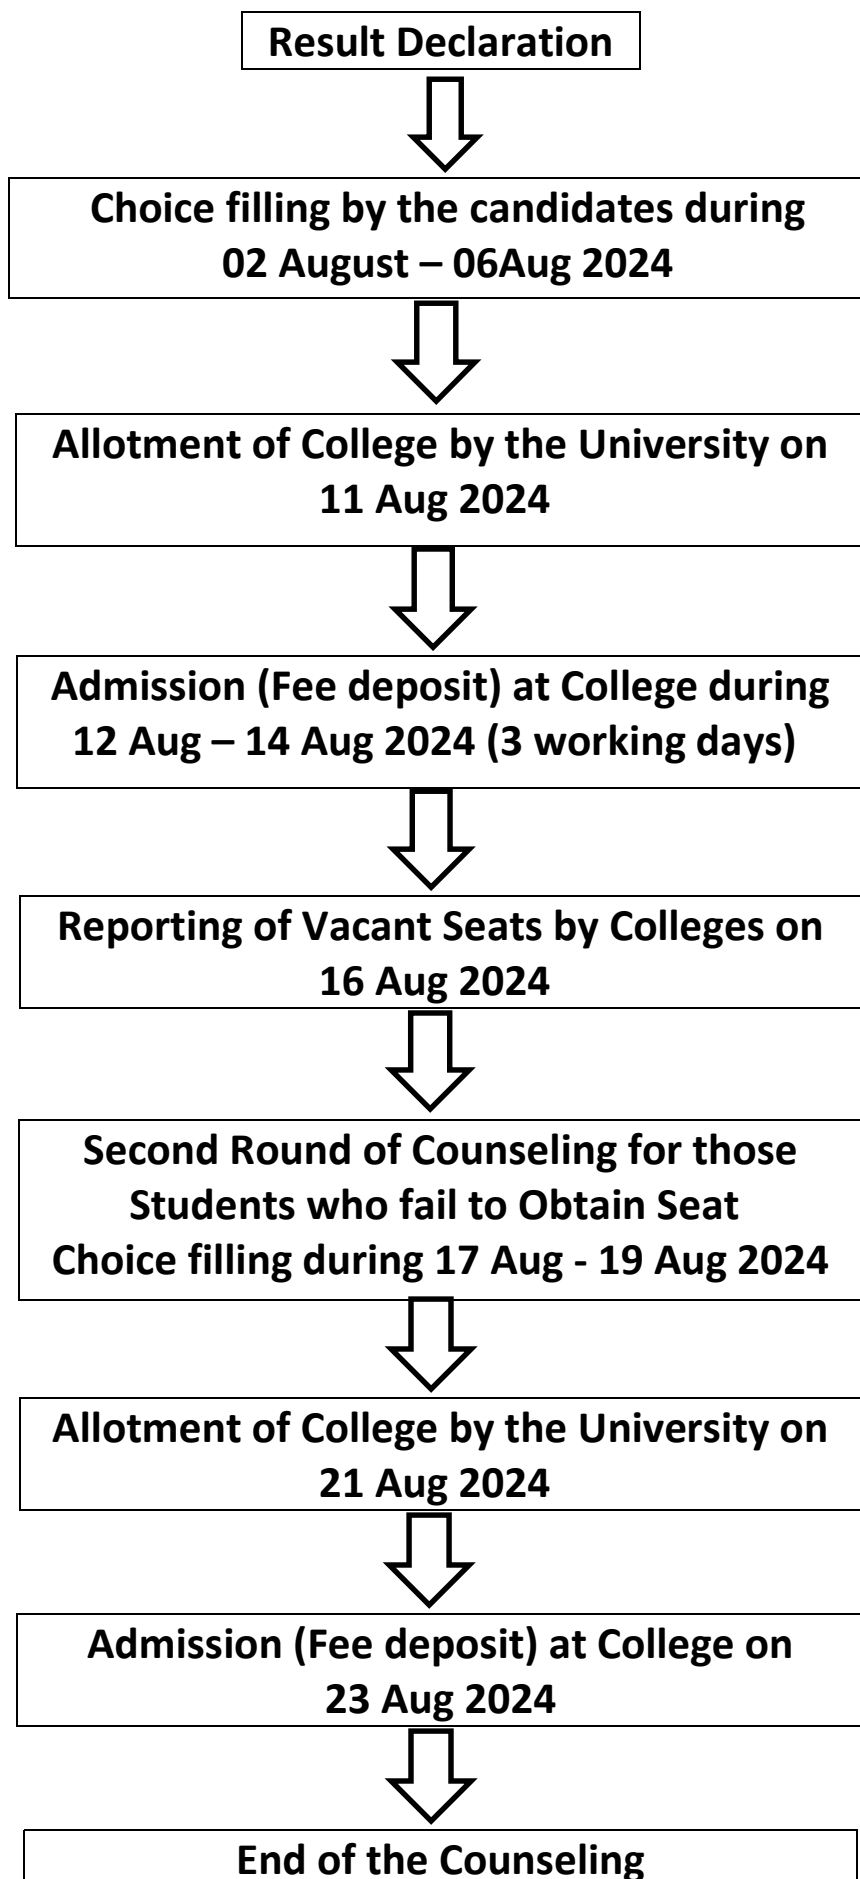 Result Declaration
Choice filling by the candidates during
02 August – 06Aug 2024
Allotment of College by the University on
11 Aug 2024
Admission (Fee deposit) at College during
12 Aug – 14 Aug 2024 (3 working days)
Reporting of Vacant Seats by Colleges on
16 Aug 2024
Second Round of Counseling for those
Students who fail to Obtain Seat
Choice filling during 17 Aug - 19 Aug 2024
Allotment of College by the University on
21 Aug 2024
Admission (Fee deposit) at College on
23 Aug 2024
End of the Counseling